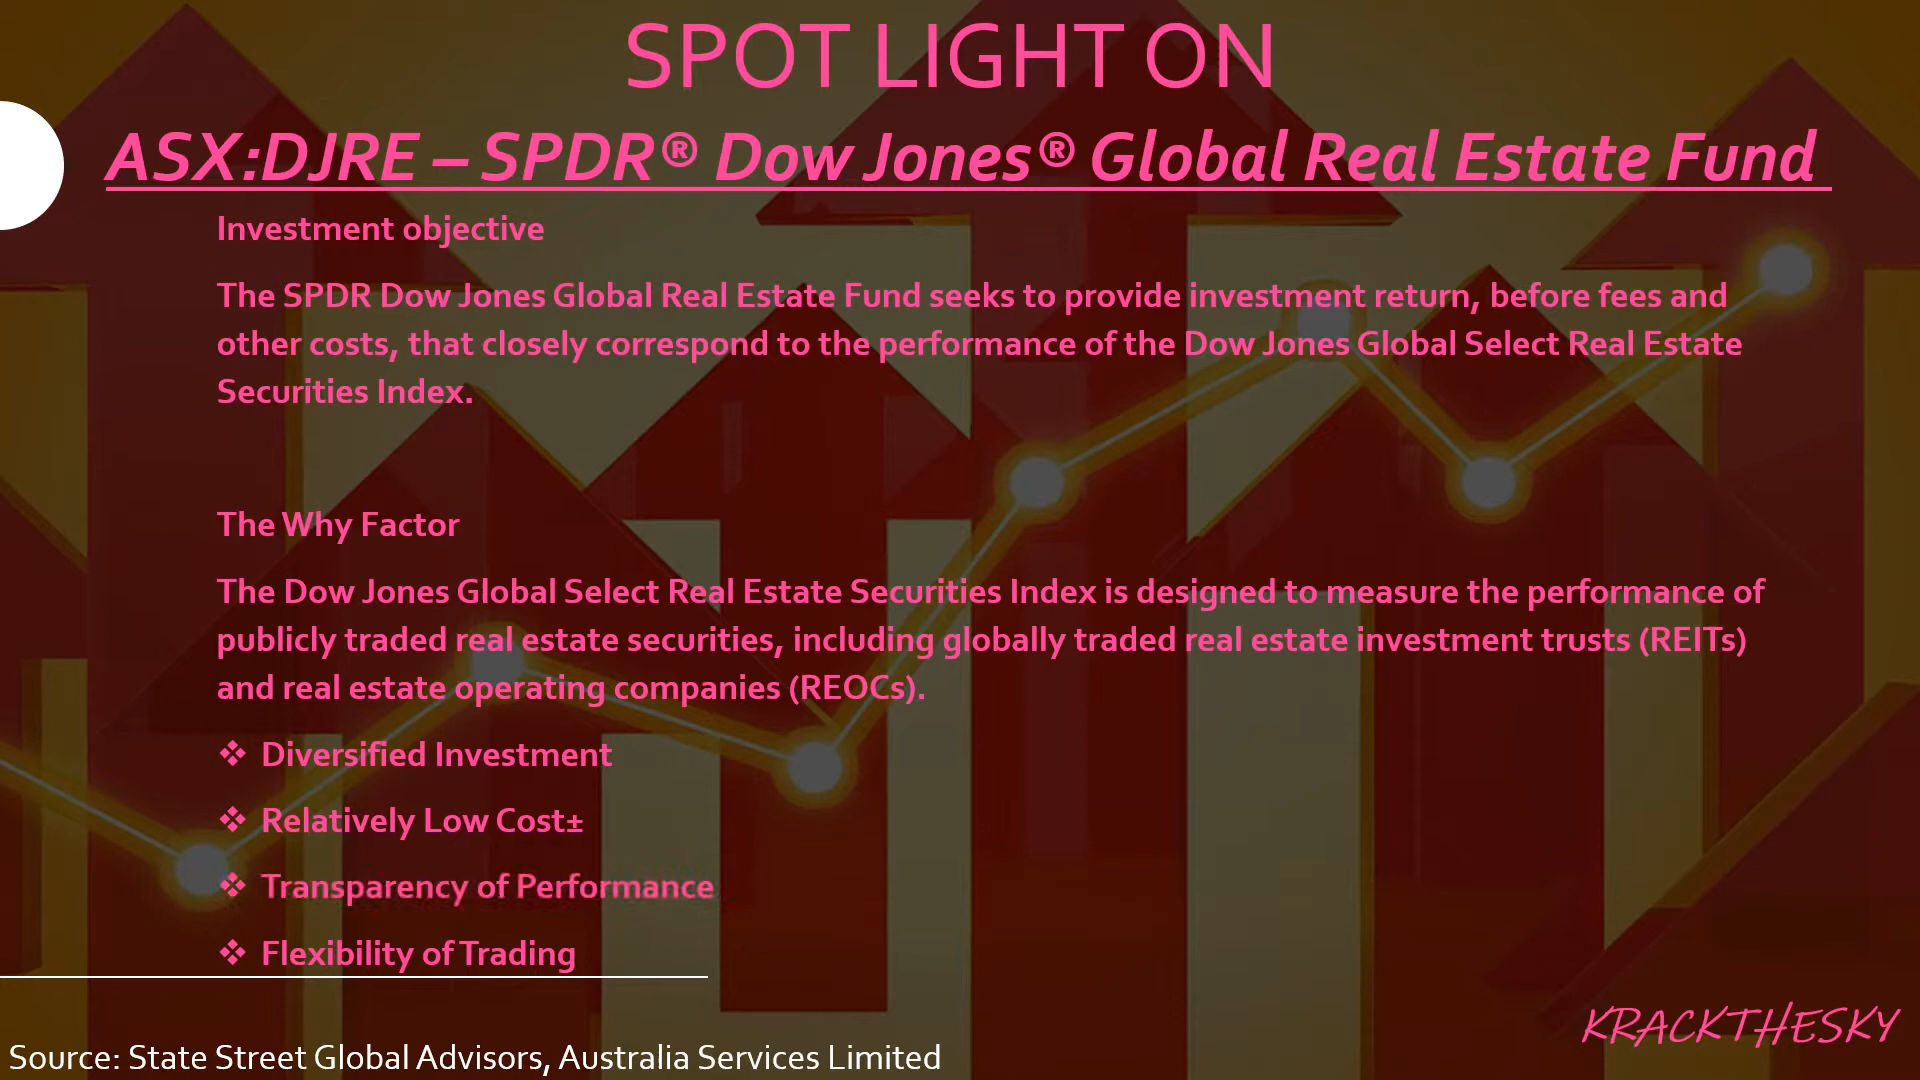 SPOT LIGHT ON
ASX:DJRE – SPDR® Dow Jones® Global Real Estate Fund
Investment objective
The SPDR Dow Jones Global Real Estate Fund seeks to provide investment return, before fees and
other costs, that closely correspond to the performance of the Dow Jones Global Select Real Estate
Securities Index.
The Why Factor
The Dow Jones Global Select Real Estate Securities Index is designed to measure the performance of
publicly traded real estate securities, including globally traded real estate investment trusts (REITs)
and real estate operating companies (REOCs).
❖ Diversified Investment
❖ Relatively Low Cost±
❖ Transparency of Performance
❖ Flexibility of Trading
KRACKTHESKY
Source: State Street Global Advisors, Australia Services Limited